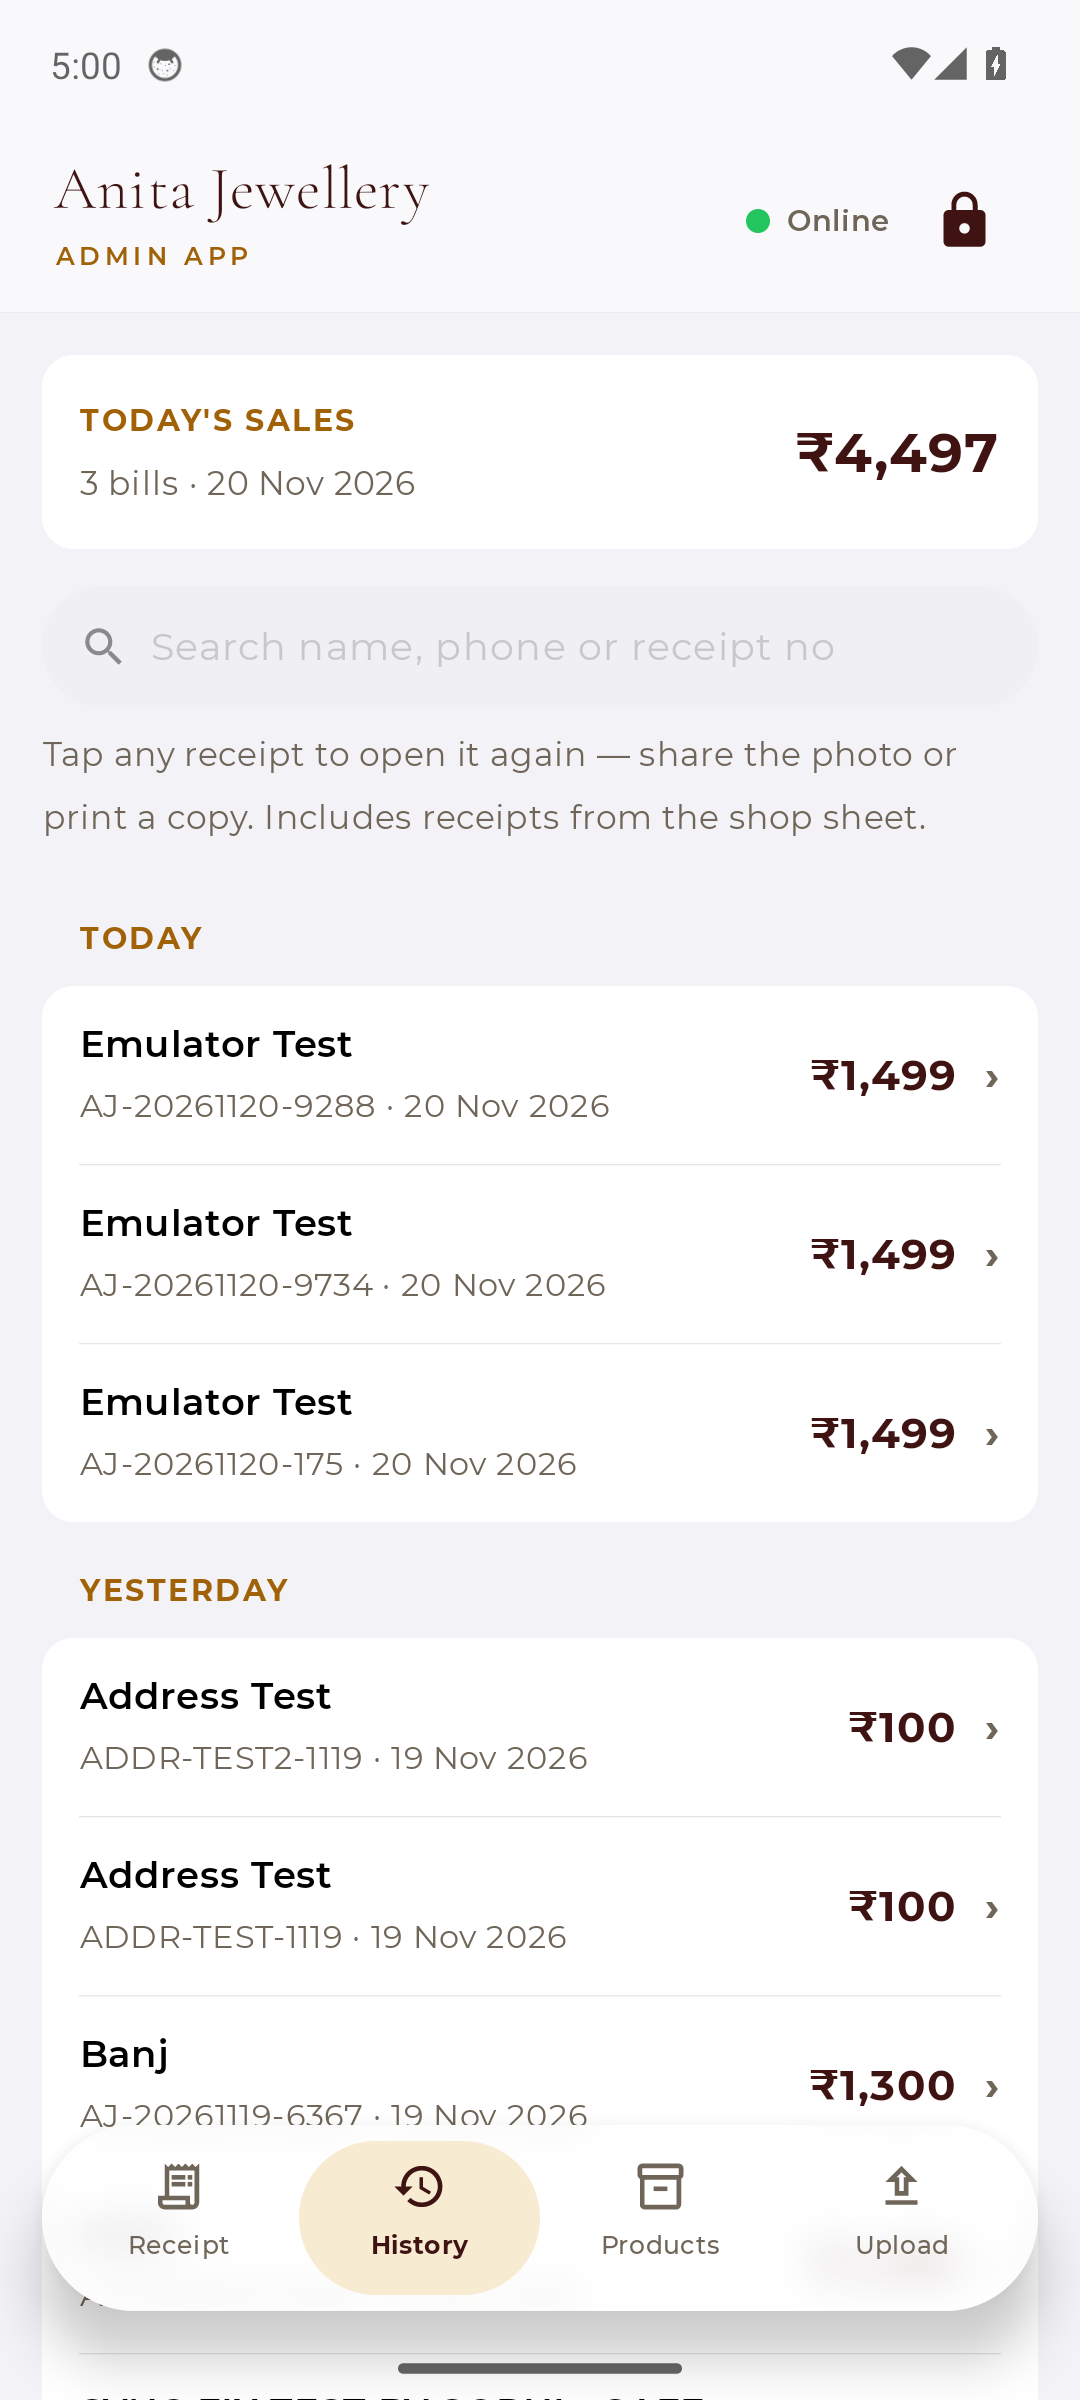 5:00
Anita Jewellery
ADMIN APP
Online
TODAY'S SALES
3 bills · 20 Nov 2026
₹4,497
Search name, phone or receipt no
Tap any receipt to open it again — share the photo or
print a copy. Includes receipts from the shop sheet.
TODAY
Emulator Test
AJ-20261120-9288 · 20 Nov 2026
₹1,499 ›
Emulator Test
AJ-20261120-9734 · 20 Nov 2026
₹1,499 ›
Emulator Test
AJ-20261120-175 · 20 Nov 2026
₹1,499 ›
YESTERDAY
Address Test
ADDR-TEST2-1119 · 19 Nov 2026
₹100 ›
Address Test
ADDR-TEST-1119 · 19 Nov 2026
₹100 ›
Banj
AJ-20261119-6367 · 19 Nov 2026
₹1,300 ›
Receipt
History
Products
Upload